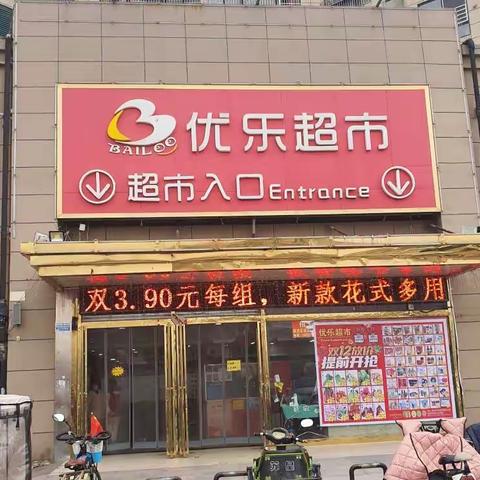 BAILOO
优乐超市
超市入口Entrance
双3.90元每组，新款花式多用
优乐超市
双12放价
提前开抢